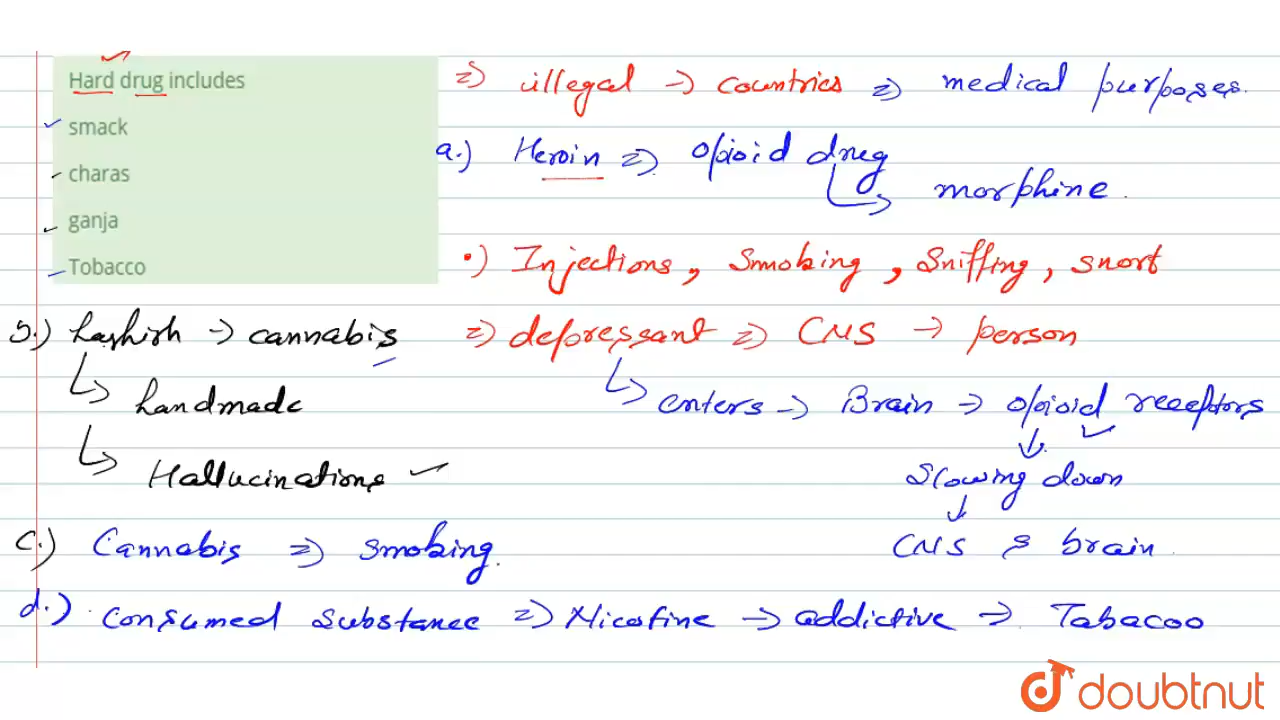 Hard drug includes
smack
charas
ganja
Tobacco
=) illegal → countries =) medical purposes.
a.) Heroin =) Opioid drug
↳ morphine.
•) Injections, Smoking, Sniffing, snort
=) depressant =) CNS → person
↳ enters → Brain → opioid receptors
↓
Slowing down
↓
CNS & brain.
b.) hashish → cannabis
↳ handmade
↳ Hallucinations
c.) Cannabis =) smoking.
d.) Consumed substance =) Nicotine → addictive → Tabacoo
doubtnut